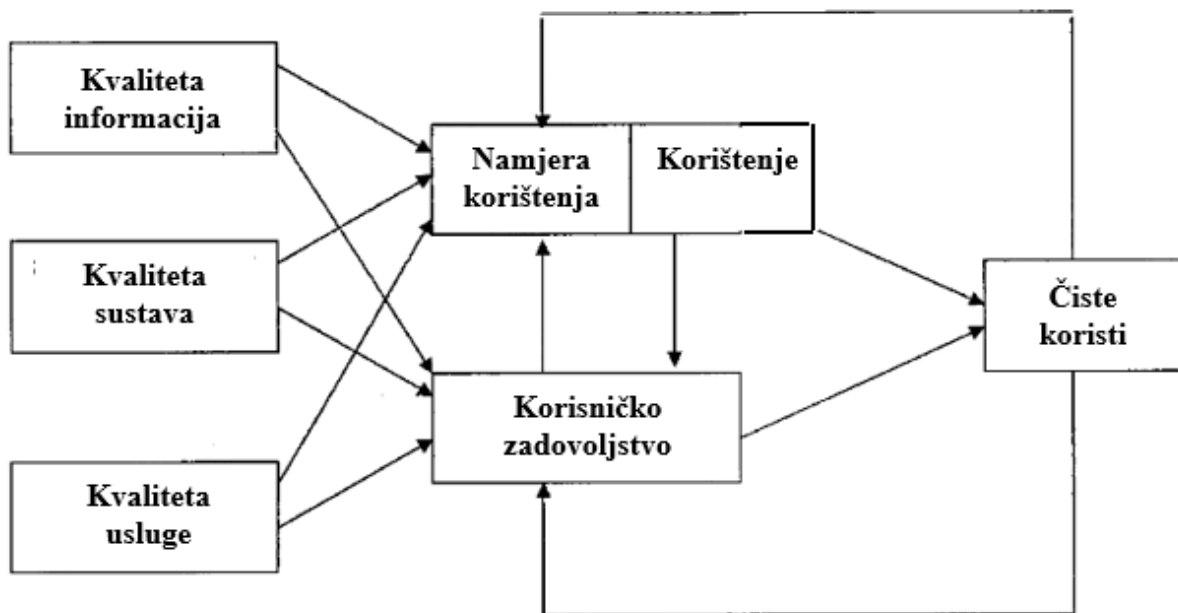 Kvaliteta
informacija
Namjera
korištenja
Korištenje
Kvaliteta
sustava
Čiste
koristi
Korisničko
zadovoljstvo
Kvaliteta
usluge